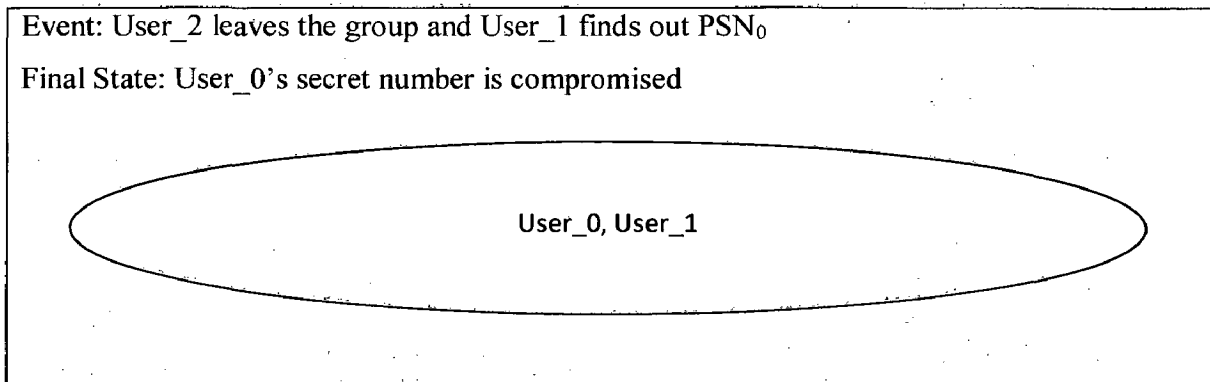 Event: User_2 leaves the group and User_1 finds out PSN₀
Final State: User_0's secret number is compromised
User_0, User_1